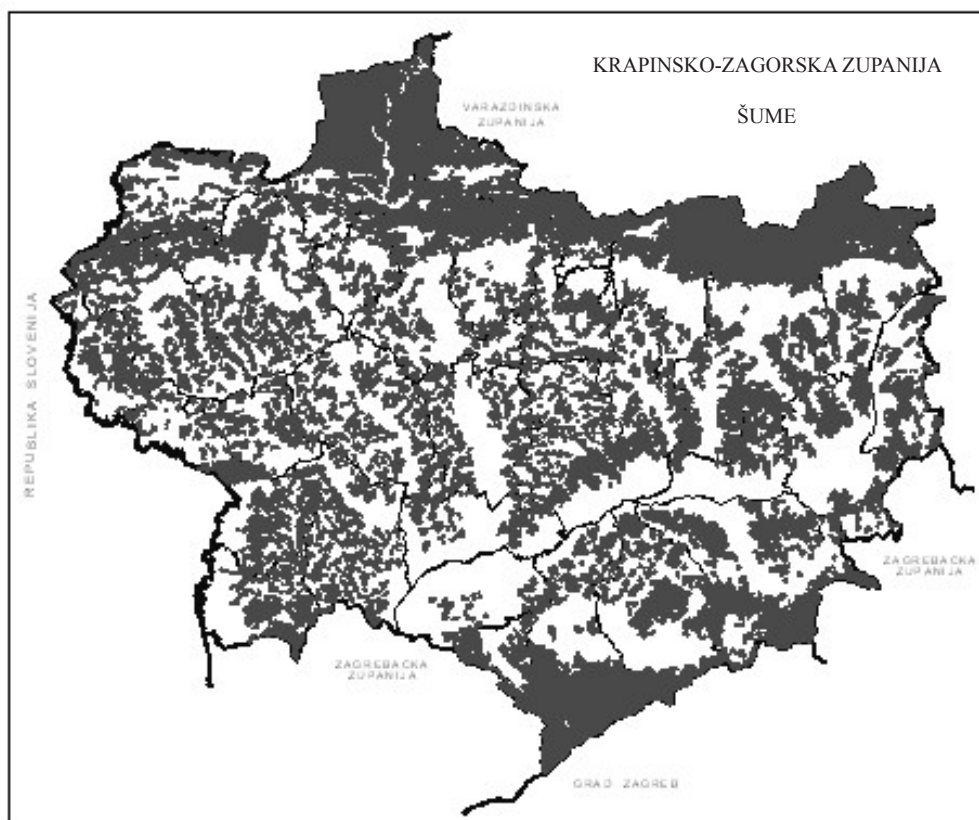 KRAPINSKO-ZAGORSKA ZUPANIJA
ŠUME
VARAZDINSKA
ZUPANIJA
REPUBLIKA SLOVENIJA
ZAGREBACKA
ZUPANIJA
ZAGREBACKA
ZUPANIJA
GRAD ZAGREB